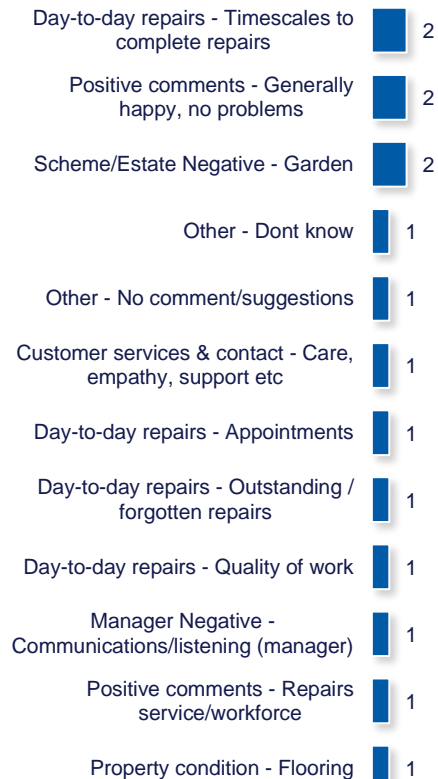 Day-to-day repairs - Timescales to
complete repairs
2
Positive comments - Generally
happy, no problems
2
Scheme/Estate Negative - Garden
2
Other - Dont know
1
Other - No comment/suggestions
1
Customer services & contact - Care,
empathy, support etc
1
Day-to-day repairs - Appointments
1
Day-to-day repairs - Outstanding /
forgotten repairs
1
Day-to-day repairs - Quality of work
1
Manager Negative -
Communications/listening (manager)
1
Positive comments - Repairs
service/workforce
1
Property condition - Flooring
1